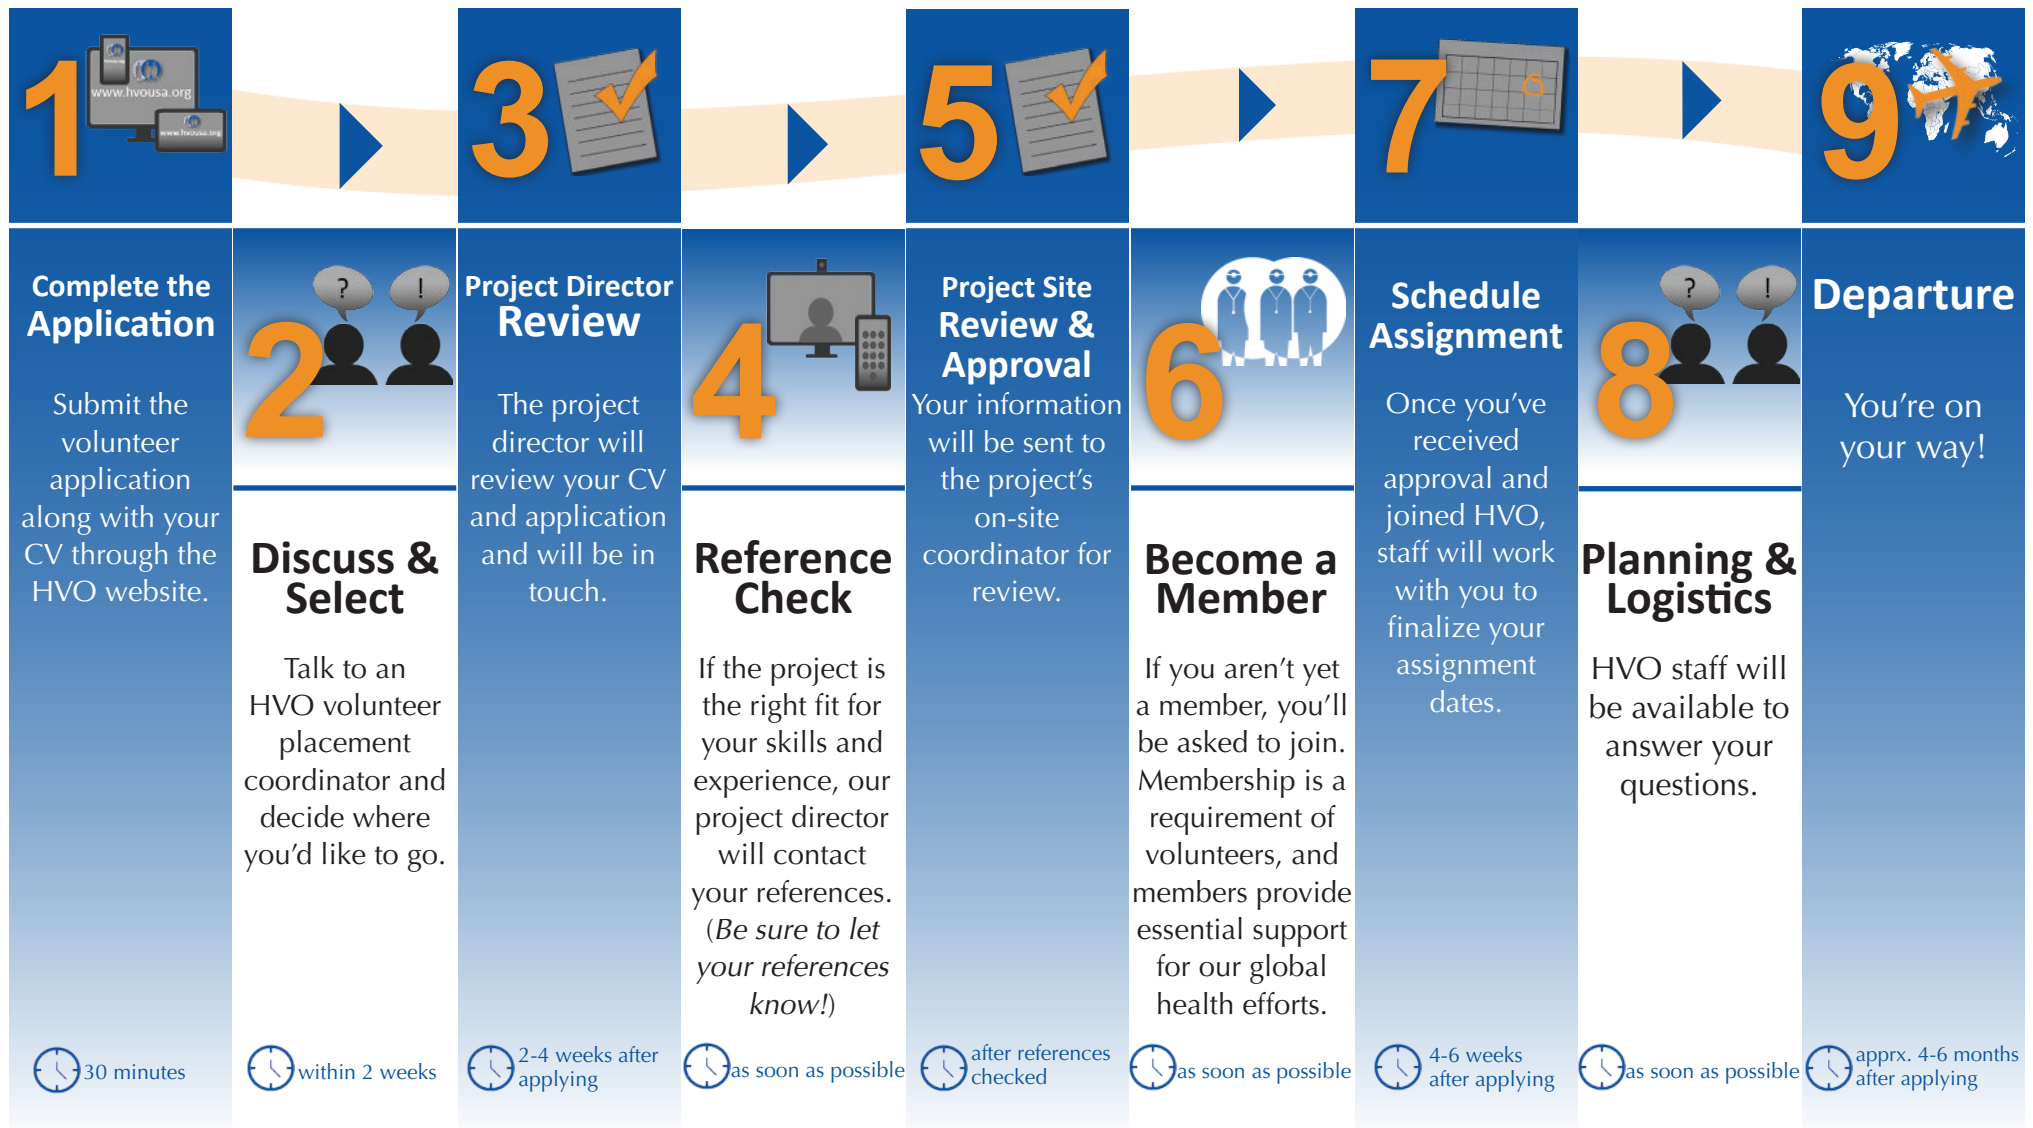 1
www.hvousa.org
www.hvousa.org
Complete the
Application
Submit the
volunteer
application
along with your
CV through the
HVO website.
30 minutes
2
?
!
Discuss &
Select
Talk to an
HVO volunteer
placement
coordinator and
decide where
you'd like to go.
within 2 weeks
3
Project Director
Review
The project
director will
review your CV
and application
and will be in
touch.
2-4 weeks after
applying
4
Reference
Check
If the project is
the right fit for
your skills and
experience, our
project director
will contact
your references.
(Be sure to let
your references
know!)
as soon as possible
5
Project Site
Review &
Approval
Your information
will be sent to
the project's
on-site
coordinator for
review.
after references
checked
6
Become a
Member
If you aren't yet
a member, you'll
be asked to join.
Membership is a
requirement of
volunteers, and
members provide
essential support
for our global
health efforts.
as soon as possible
7
Schedule
Assignment
Once you've
received
approval and
joined HVO,
staff will work
with you to
finalize your
assignment
dates.
4-6 weeks
after applying
8
?
!
Planning &
Logistics
HVO staff will
be available to
answer your
questions.
as soon as possible
9
Departure
You're on
your way!
apprx. 4-6 months
after applying